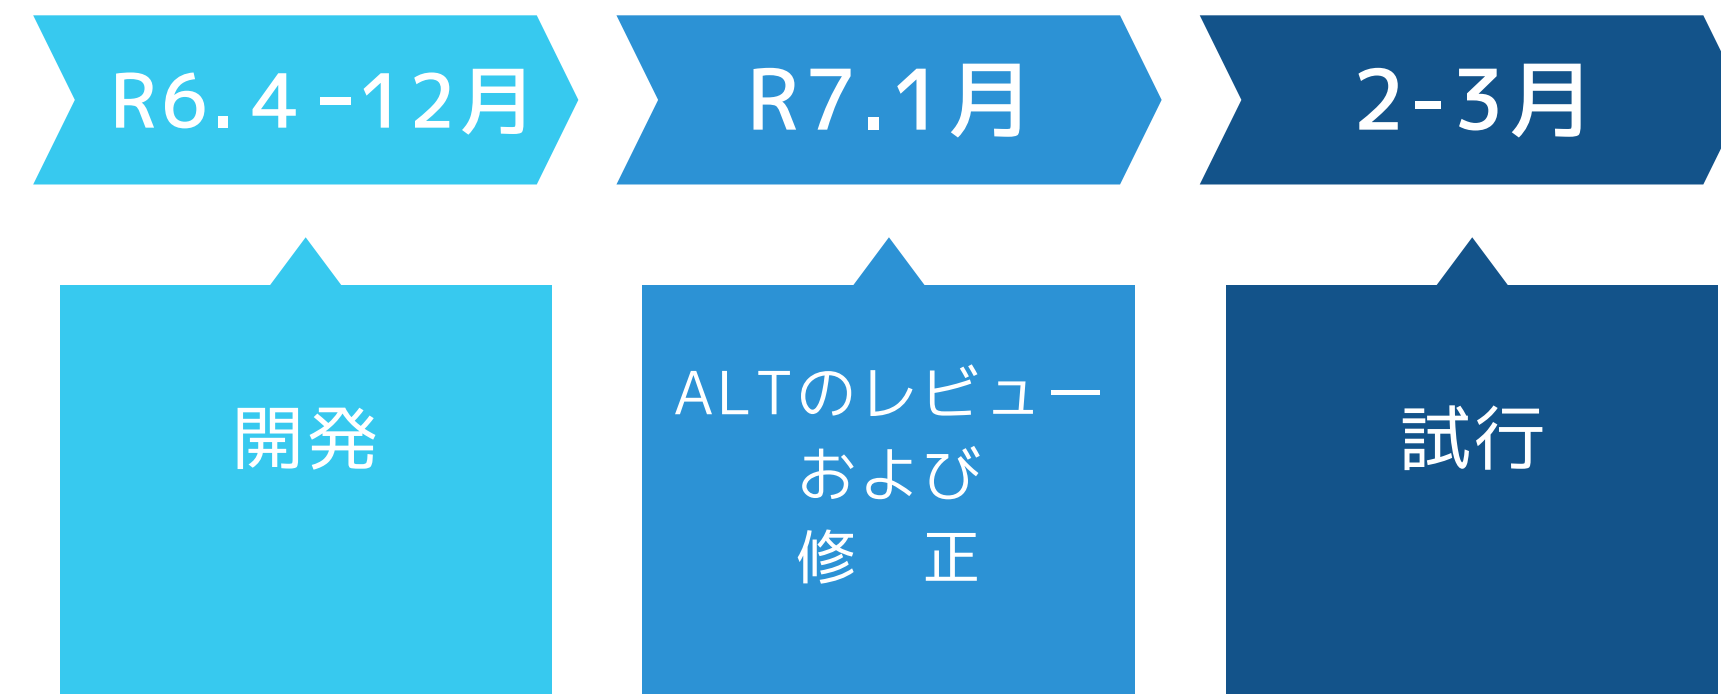 R6.4-12月
R7.1月
2-3月
開発
ALTのレビュー
および
修　正
試行